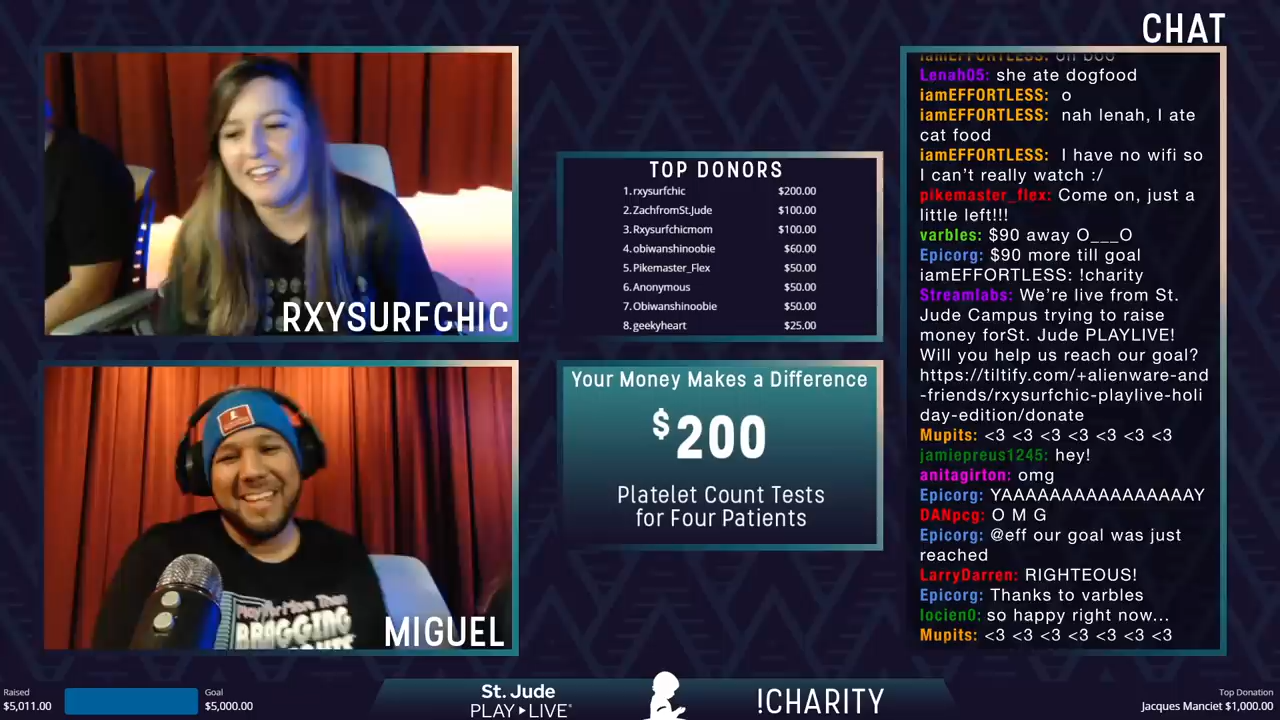 CHAT
RXYSURFCHIC
MIGUEL
TOP DONORS
1. rxysurfchic $200.00
2. ZachfromSt.Jude $100.00
3. Rxysurfchicmom $100.00
4. obiwanshinoobie $60.00
5. Pikemaster_Flex $50.00
6. Anonymous $50.00
7. Obiwanshinoobie $50.00
8. geekyheart $25.00
Your Money Makes a Difference
$200
Platelet Count Tests
for Four Patients
iamEFFORTLESS: oh boo
Lenah05: she ate dogfood
iamEFFORTLESS: o
iamEFFORTLESS: nah lenah, I ate
cat food
iamEFFORTLESS: I have no wifi so
I can't really watch :/
pikemaster_flex: Come on, just a
little left!!!
varbles: $90 away O___O
Epicorg: $90 more till goal
iamEFFORTLESS: !charity
Streamlabs: We're live from St.
Jude Campus trying to raise
money forSt. Jude PLAYLIVE!
Will you help us reach our goal?
https://tiltify.com/+alienware-and
-friends/rxysurfchic-playlive-holi
day-edition/donate
Mupits: <3 <3 <3 <3 <3 <3 <3
jamiepreus1245: hey!
anitagirton: omg
Epicorg: YAAAAAAAAAAAAAAAAY
DANpcg: O M G
Epicorg: @eff our goal was just
reached
LarryDarren: RIGHTEOUS!
Epicorg: Thanks to varbles
locien0: so happy right now...
Mupits: <3 <3 <3 <3 <3 <3 <3
Play For More Than
BRAGGING
Raised
$5,011.00
Goal
$5,000.00
St. Jude
PLAY LIVE
!CHARITY
Top Donation
Jacques Manciet $1,000.00